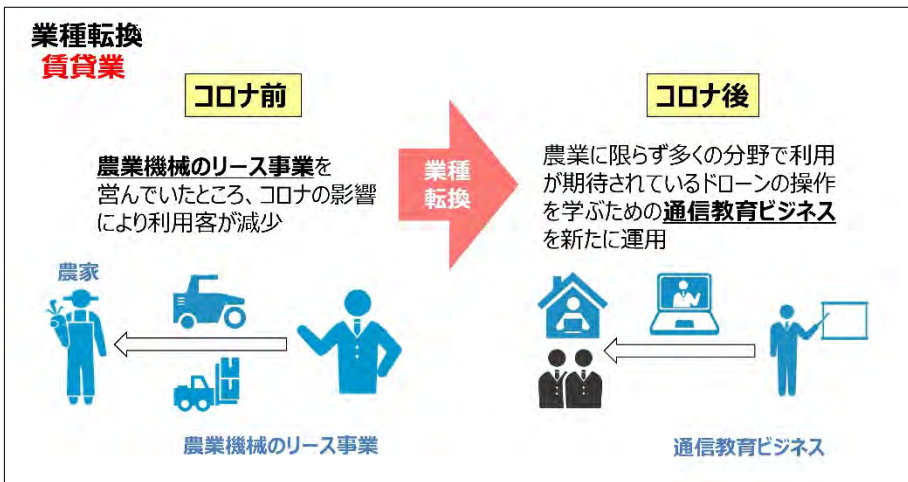 業種転換
賃貸業
コロナ前
農業機械のリース事業を
営んでいたところ、コロナの影響
により利用客が減少
業種
転換
コロナ後
農業に限らず多くの分野で利用
が期待されているドローンの操作
を学ぶための通信教育ビジネス
を新たに運用
農家
農業機械のリース事業
通信教育ビジネス